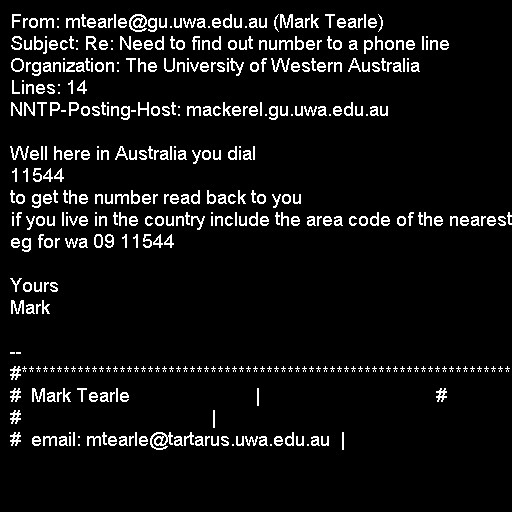 From: mtearle@gu.uwa.edu.au (Mark Tearle)
Subject: Re: Need to find out number to a phone line
Organization: The University of Western Australia
Lines: 14
NNTP-Posting-Host: mackerel.gu.uwa.edu.au

Well here in Australia you dial
11544
to get the number read back to you
if you live in the country include the area code of the nearest
eg for wa 09 11544

Yours
Mark

--
#**********************************************************************
# Mark Tearle | #
# |
# email: mtearle@tartarus.uwa.edu.au |